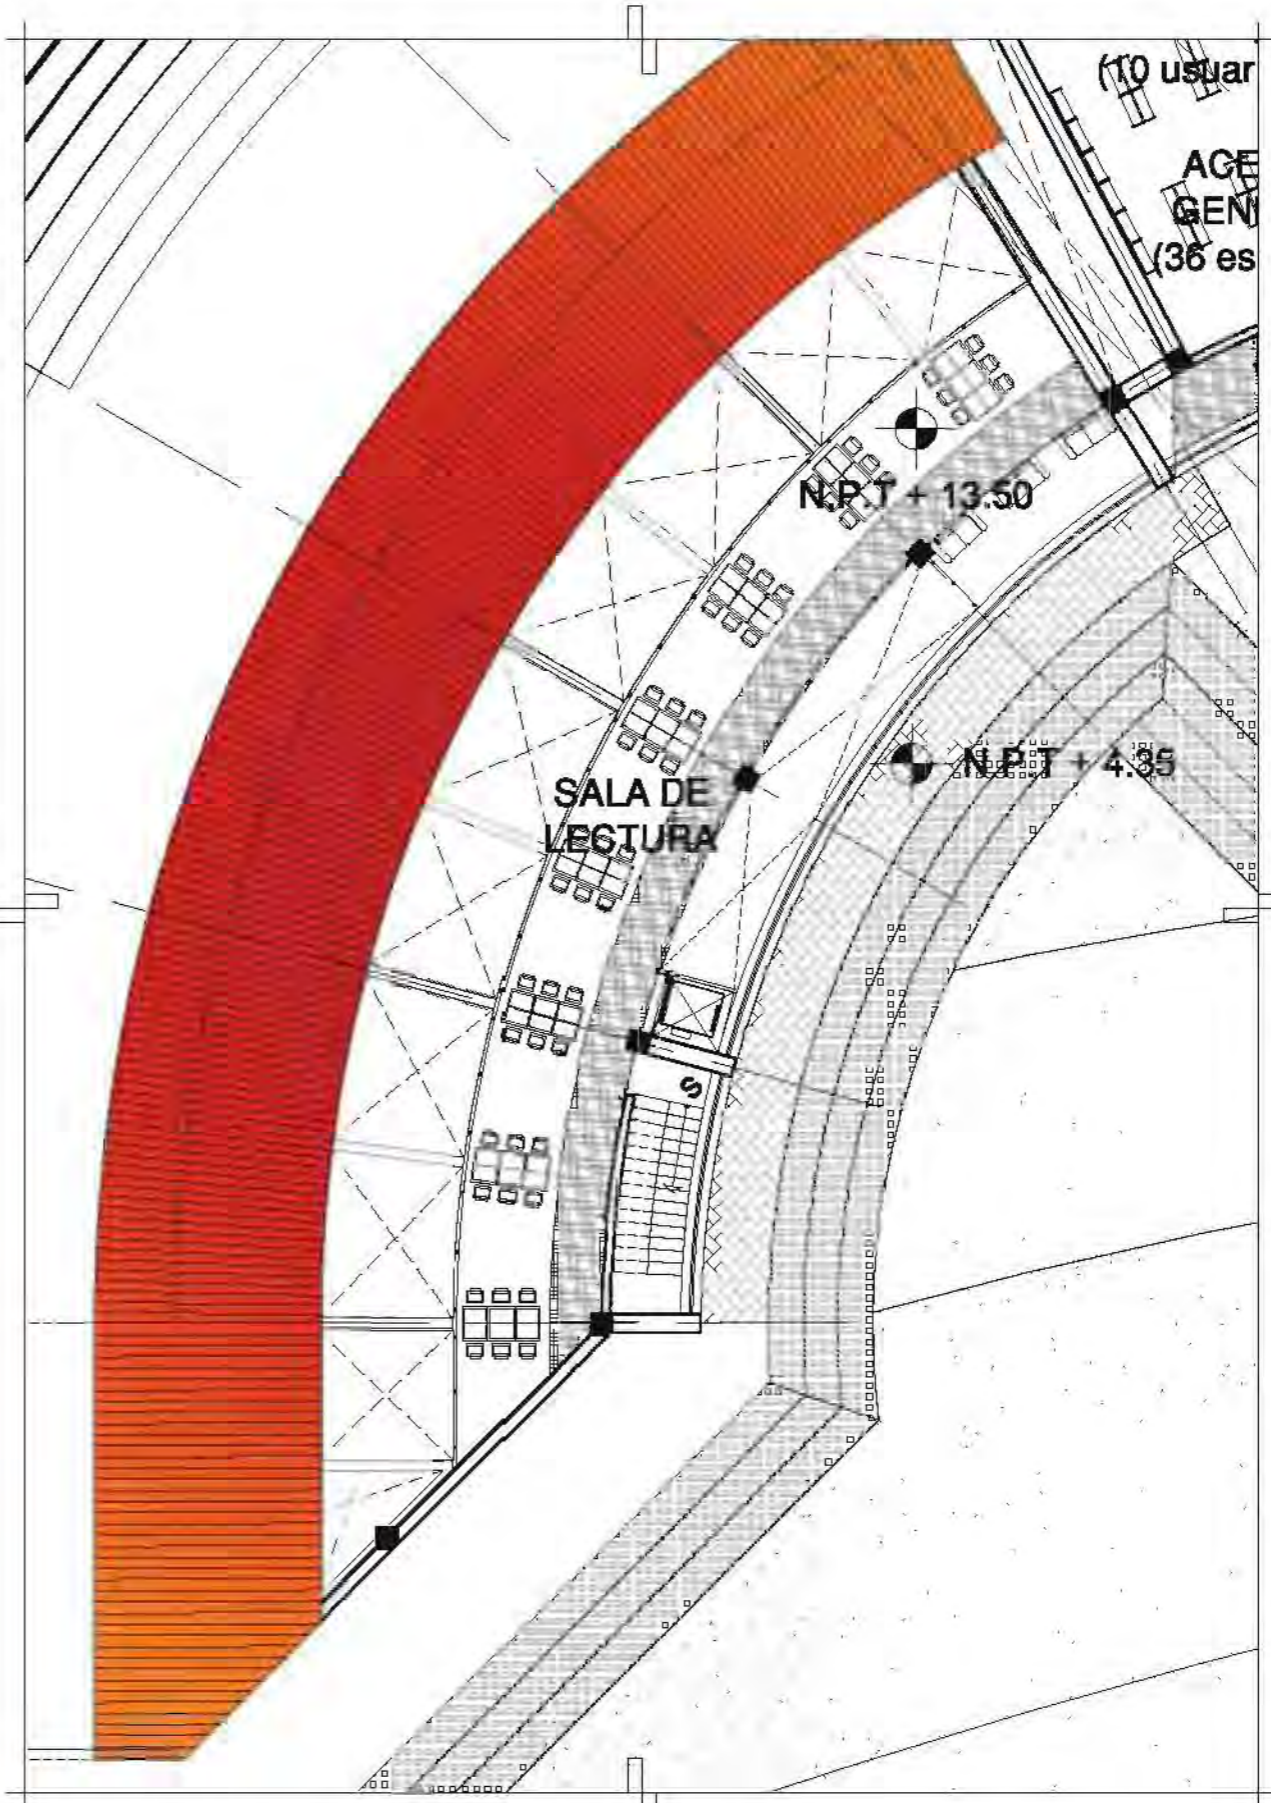 (10 usuar
ACE
GEN
(36 es
N.P.T + 13.50
N.P.T + 4.35
SALA DE
LECTURA
S